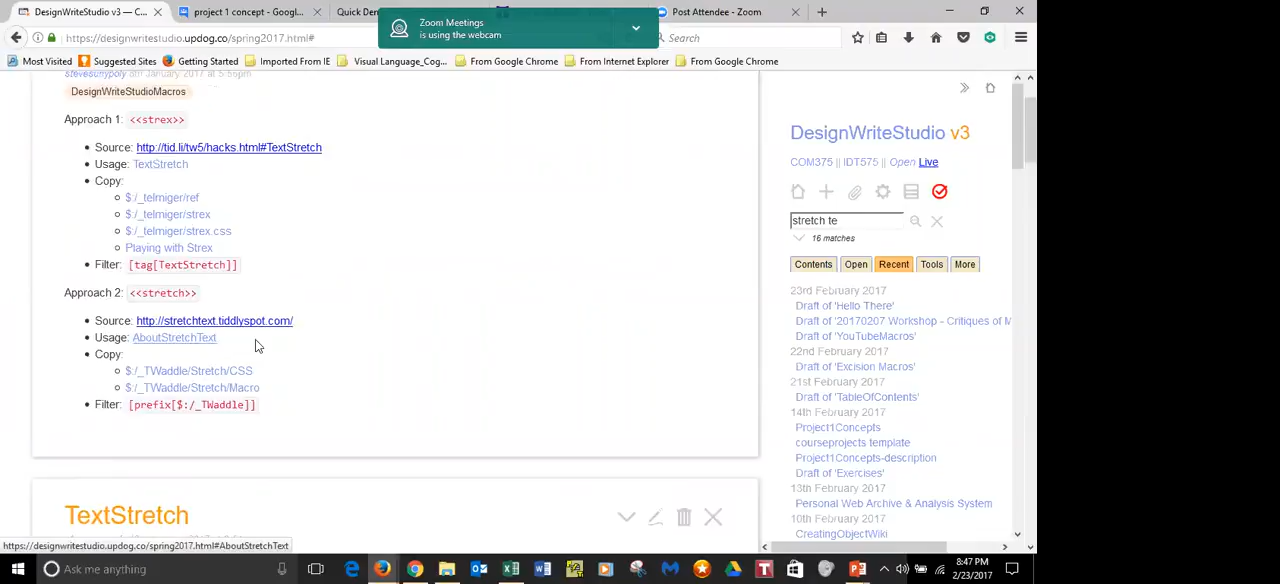 DesignWriteStudio v3 — C...
project 1 concept - Googl...
Quick Den
Post Attendee - Zoom
Zoom Meetings
is using the webcam
https://designwritestudio.updog.co/spring2017.html#
Search
Most Visited
Suggested Sites
Getting Started
Imported From IE
Visual_Language_Cog...
From Google Chrome
From Internet Explorer
From Google Chrome
January 2017 at 5:56pm
DesignWriteStudioMacros
Approach 1: <<strex>>
Source: http://tid.li/tw5/hacks.html#TextStretch
Usage: TextStretch
Copy:
$:/_telmiger/ref
$:/_telmiger/strex
$:/_telmiger/strex.css
Playing with Strex
Filter: [tag[TextStretch]]
Approach 2: <<stretch>>
Source: http://stretchtext.tiddlyspot.com/
Usage: AboutStretchText
Copy:
$:/_TWaddle/Stretch/CSS
$:/_TWaddle/Stretch/Macro
Filter: [prefix[$:/_TWaddle]]
TextStretch
https://designwritestudio.updog.co/spring2017.html#AboutStretchText
DesignWriteStudio v3
COM375 || IDT575 || Open Live
stretch te
16 matches
Contents
Open
Recent
Tools
More
23rd February 2017
Draft of 'Hello There'
Draft of '20170207 Workshop - Critiques of M
Draft of 'YouTubeMacros'
22nd February 2017
Draft of 'Excision Macros'
21st February 2017
Draft of 'TableOfContents'
14th February 2017
Project1Concepts
courseprojects template
Project1Concepts-description
Draft of 'Exercises'
13th February 2017
Personal Web Archive & Analysis System
10th February 2017
CreatingObjectWiki
Ask me anything
8:47 PM
2/23/2017